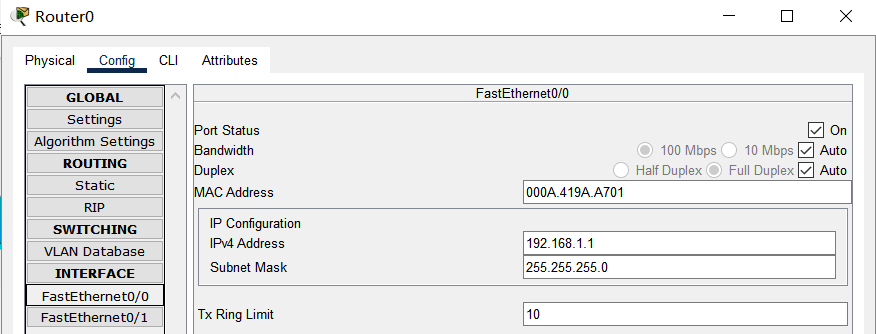 Router0
Physical Config CLI Attributes
GLOBAL
Settings
Algorithm Settings
ROUTING
Static
RIP
SWITCHING
VLAN Database
INTERFACE
FastEthernet0/0
FastEthernet0/1
FastEthernet0/0
Port Status On
Bandwidth 100 Mbps 10 Mbps Auto
Duplex Half Duplex Full Duplex Auto
MAC Address 000A.419A.A701
IP Configuration
IPv4 Address 192.168.1.1
Subnet Mask 255.255.255.0
Tx Ring Limit 10